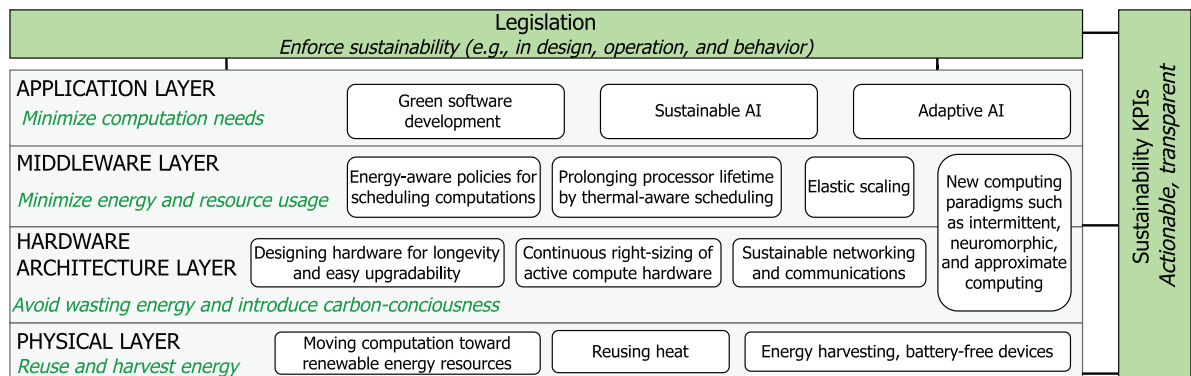 Legislation
Enforce sustainability (e.g., in design, operation, and behavior)
APPLICATION LAYER
Minimize computation needs
Green software
development
Sustainable AI
Adaptive AI
MIDDLEWARE LAYER
Minimize energy and resource usage
Energy-aware policies for
scheduling computations
Prolonging processor lifetime
by thermal-aware scheduling
Elastic scaling
New computing
paradigms such
as intermittent,
neuromorphic,
and approximate
computing
HARDWARE
ARCHITECTURE LAYER
Avoid wasting energy and introduce carbon-conciousness
Designing hardware for longevity
and easy upgradability
Continuous right-sizing of
active compute hardware
Sustainable networking
and communications
PHYSICAL LAYER
Reuse and harvest energy
Moving computation toward
renewable energy resources
Reusing heat
Energy harvesting, battery-free devices
Sustainability KPIs
Actionable, transparent